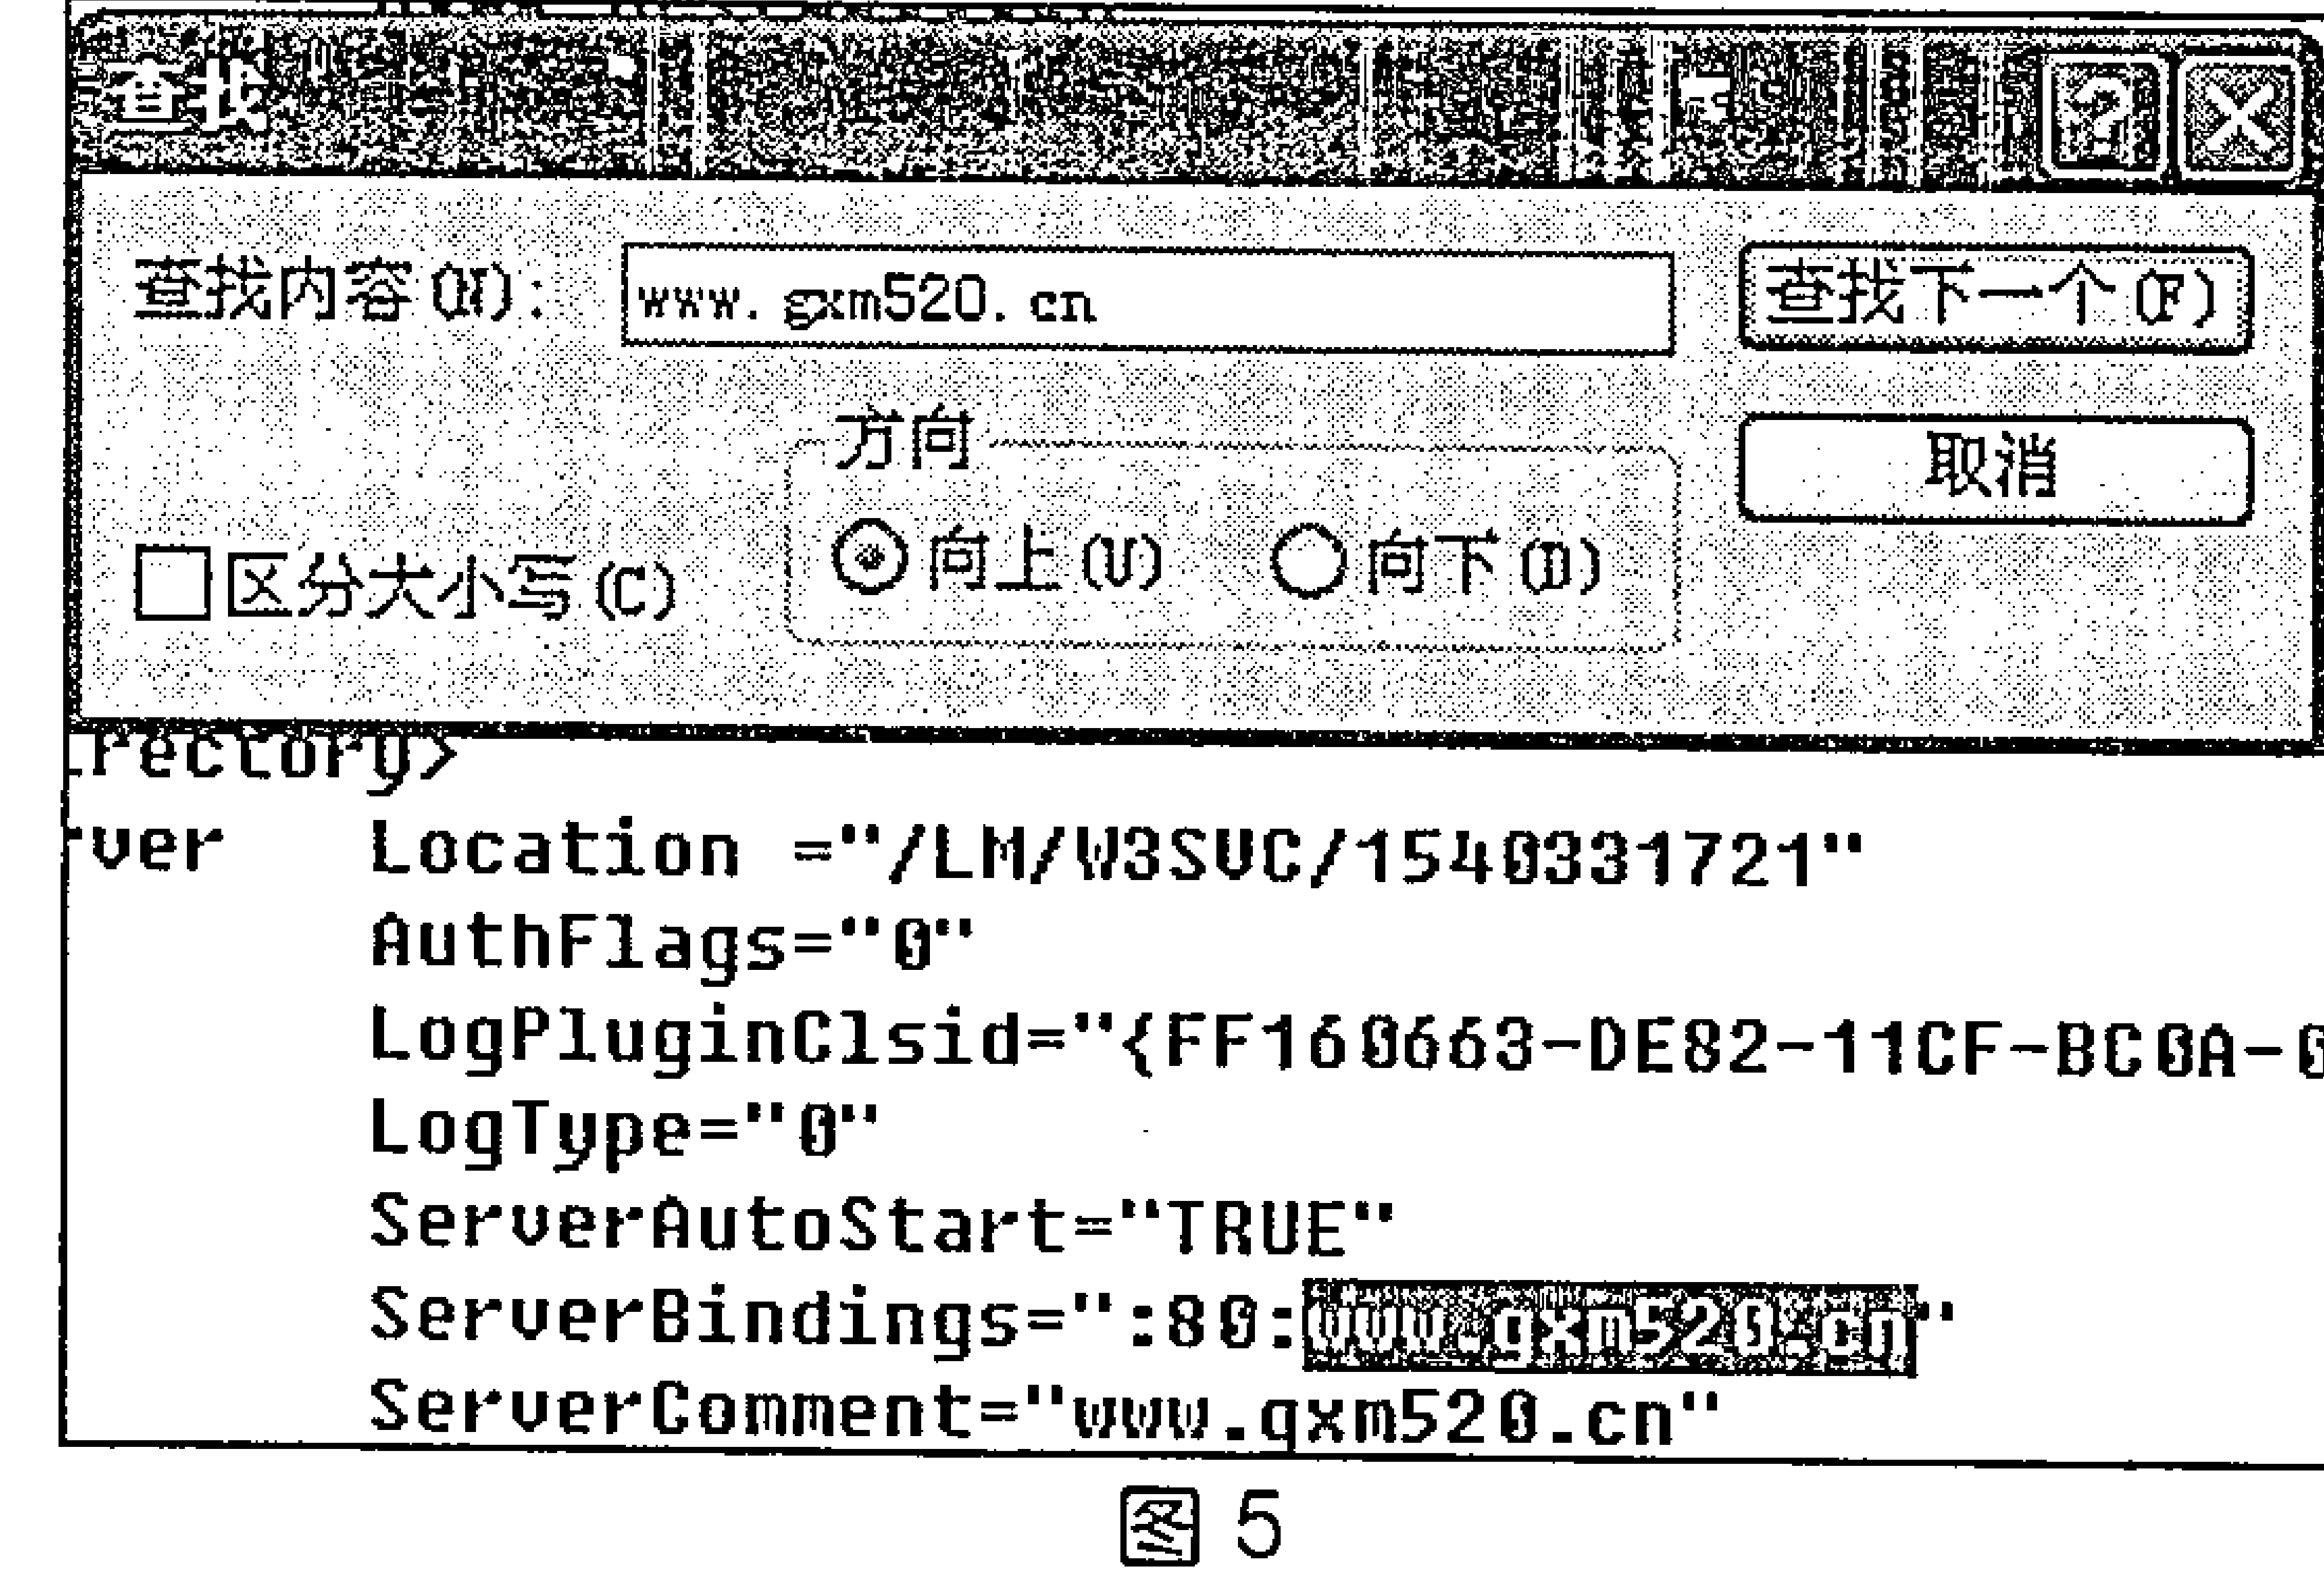 查找
查找内容(N): www.gxm520.cn 查找下一个(F)
方向
取消
区分大小写(C) 向上(U) 向下(D)
irectory>
rver Location ="/LM/W3SVC/1540331721"
AuthFlags="0"
LogPluginClsid="{FF160663-DE82-11CF-BC0A-0
LogType="0"
ServerAutoStart="TRUE"
ServerBindings=":80:www.gxm520.cn"
ServerComment="www.gxm520.cn"
图 5